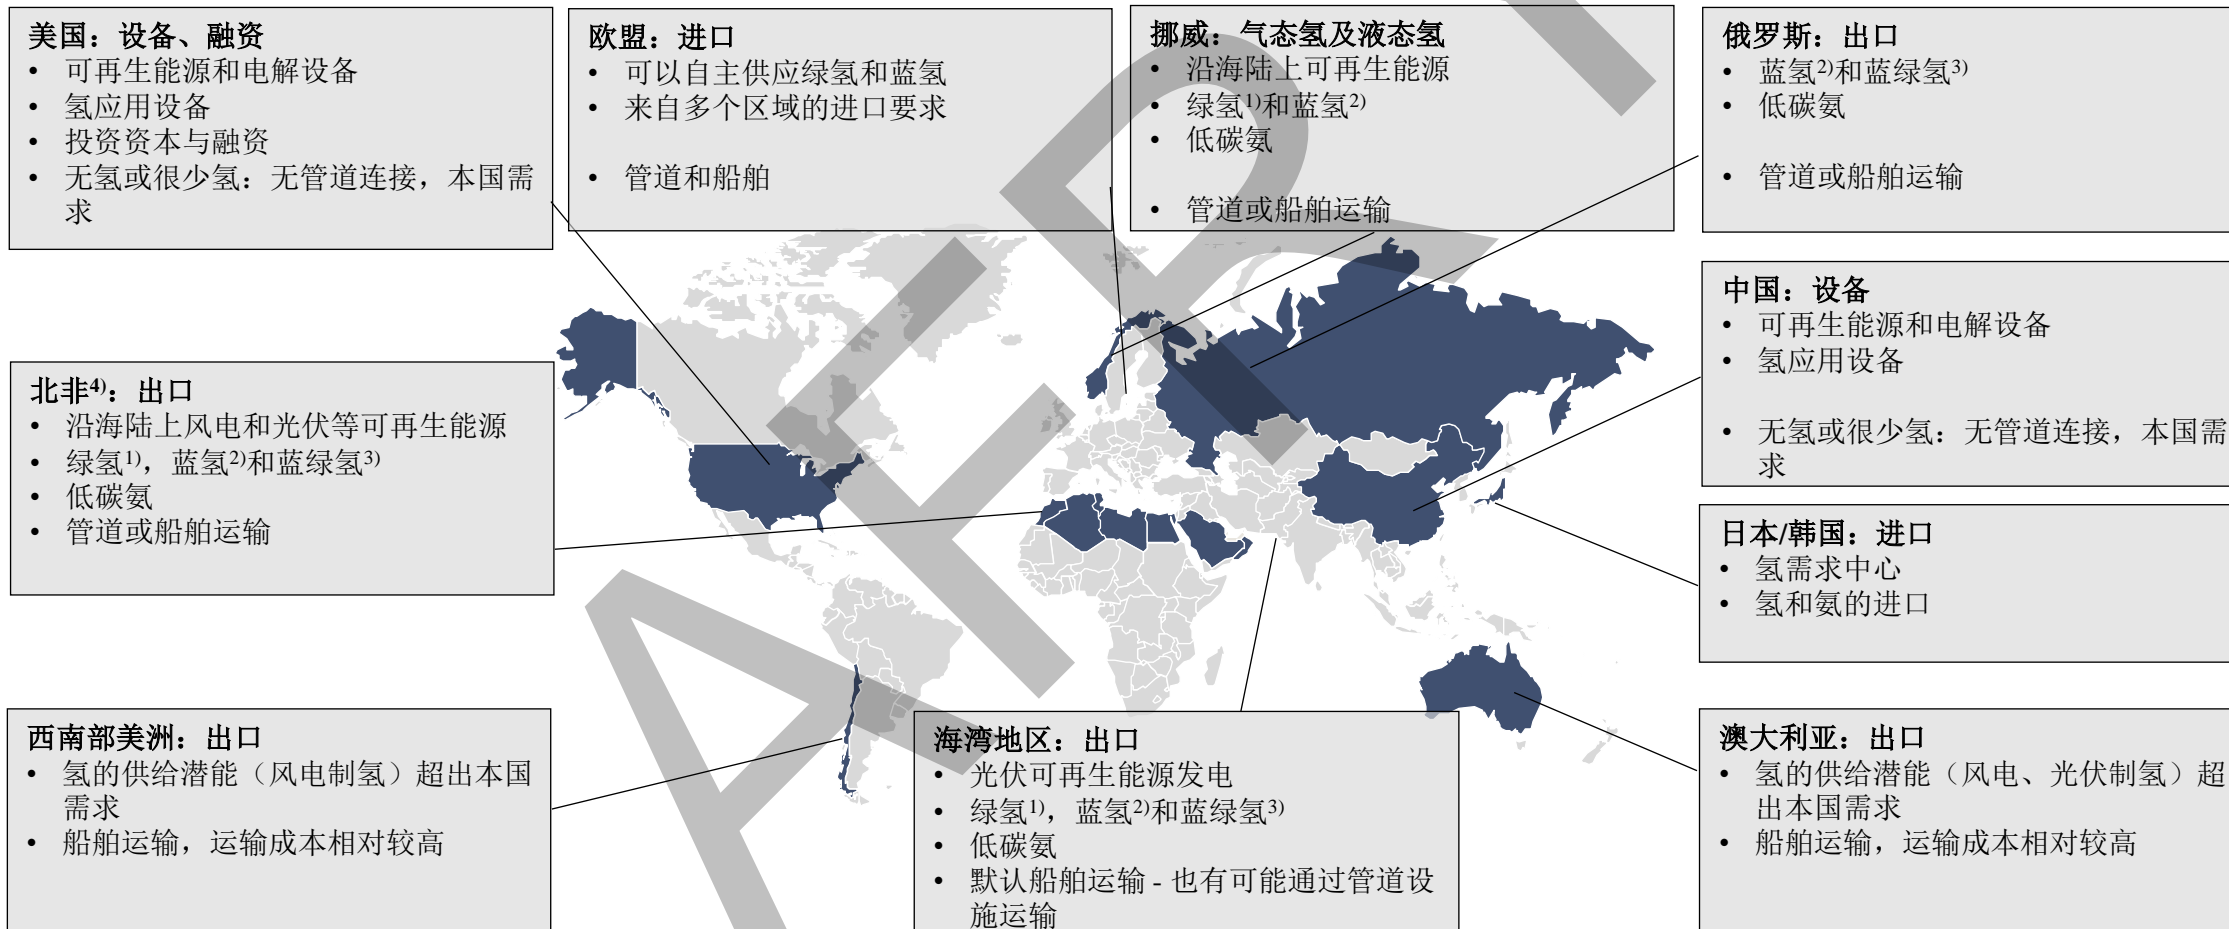 美国：设备、融资
• 可再生能源和电解设备
• 氢应用设备
• 投资资本与融资
• 无氢或很少氢：无管道连接，本国需
求
欧盟：进口
• 可以自主供应绿氢和蓝氢
• 来自多个区域的进口要求
• 管道和船舶
挪威：气态氢及液态氢
• 沿海陆上可再生能源
• 绿氢1)和蓝氢2)
• 低碳氨
• 管道或船舶运输
俄罗斯：出口
• 蓝氢2)和蓝绿氢3)
• 低碳氨
• 管道或船舶运输
中国：设备
• 可再生能源和电解设备
• 氢应用设备
• 无氢或很少氢：无管道连接，本国需
求
北非4)：出口
• 沿海陆上风电和光伏等可再生能源
• 绿氢1)，蓝氢2)和蓝绿氢3)
• 低碳氨
• 管道或船舶运输
日本/韩国：进口
• 氢需求中心
• 氢和氨的进口
西南部美洲：出口
• 氢的供给潜能（风电制氢）超出本国
需求
• 船舶运输，运输成本相对较高
海湾地区：出口
• 光伏可再生能源发电
• 绿氢1)，蓝氢2)和蓝绿氢3)
• 低碳氨
• 默认船舶运输 - 也有可能通过管道设
施运输
澳大利亚：出口
• 氢的供给潜能（风电、光伏制氢）超
出本国需求
• 船舶运输，运输成本相对较高